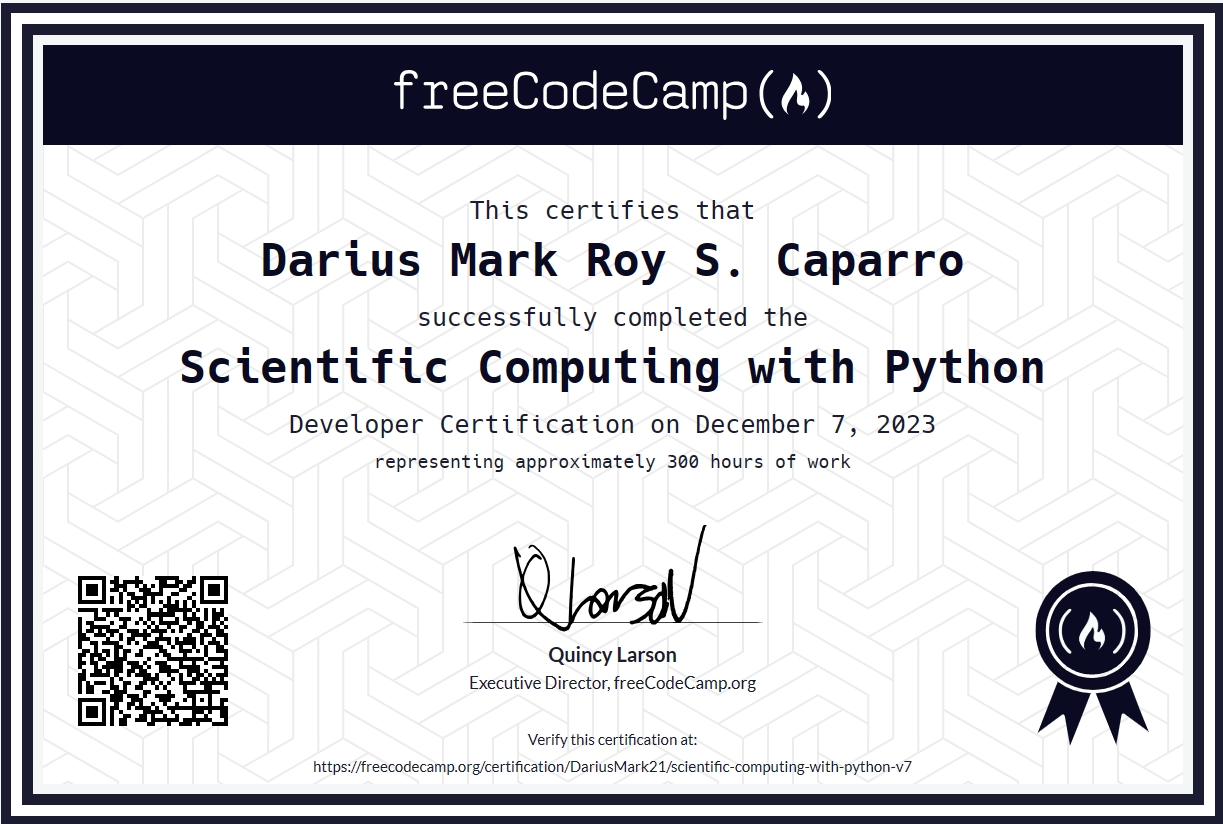 freeCodeCamp
This certifies that
Darius Mark Roy S. Caparro
successfully completed the
Scientific Computing with Python
Developer Certification on December 7, 2023
representing approximately 300 hours of work
Quincy Larson
Executive Director, freeCodeCamp.org
Verify this certification at:
https://freecodecamp.org/certification/DariusMark21/scientific-computing-with-python-v7